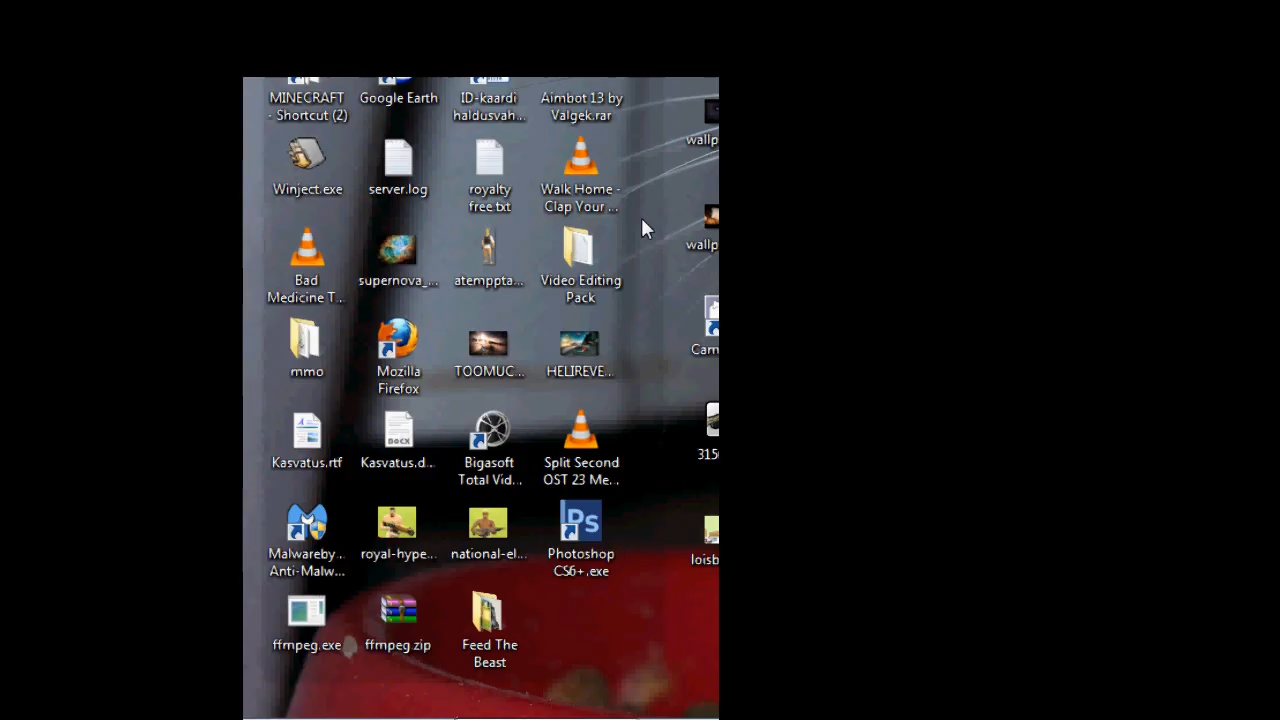 MINECRAFT
- Shortcut (2)
Google Earth
ID-kaardi
haldusvah...
Aimbot 13 by
Valgek.rar
wallp
Winject.exe
server.log
royalty
free.txt
Walk Home -
Clap Your ...
wallp
Bad
Medicine T...
supernova_...
atemppta...
Video Editing
Pack
mmo
Mozilla
Firefox
TOOMUC...
HELIREVE...
Carn
Kasvatus.rtf
DOCX
Kasvatus.d...
Bigasoft
Total Vid...
Split Second
OST 23 Me...
315
Malwareby...
Anti-Malw...
royal-hype...
national-el...
Ps
Photoshop
CS6+.exe
loisb
ffmpeg.exe
ffmpeg.zip
Feed The
Beast